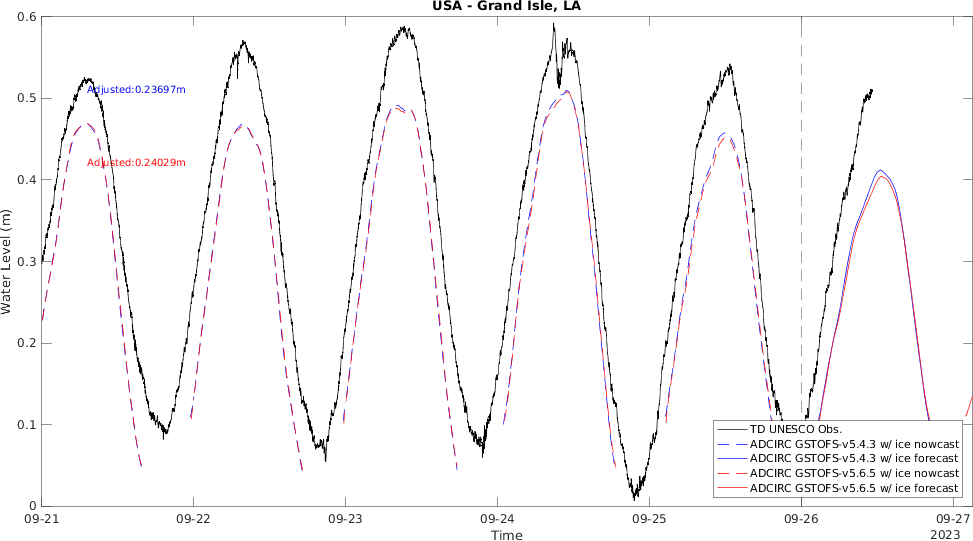 USA - Grand Isle, LA
0.6
0.5
0.4
0.3
0.2
0.1
0
Water Level (m)
Adjusted:0.23697m
Adjusted:0.24029m
TD UNESCO Obs.
ADCIRC GSTOFS-v5.4.3 w/ ice nowcast
ADCIRC GSTOFS-v5.4.3 w/ ice forecast
ADCIRC GSTOFS-v5.6.5 w/ ice nowcast
ADCIRC GSTOFS-v5.6.5 w/ ice forecast
09-21 09-22 09-23 09-24 09-25 09-26 09-27
Time
2023